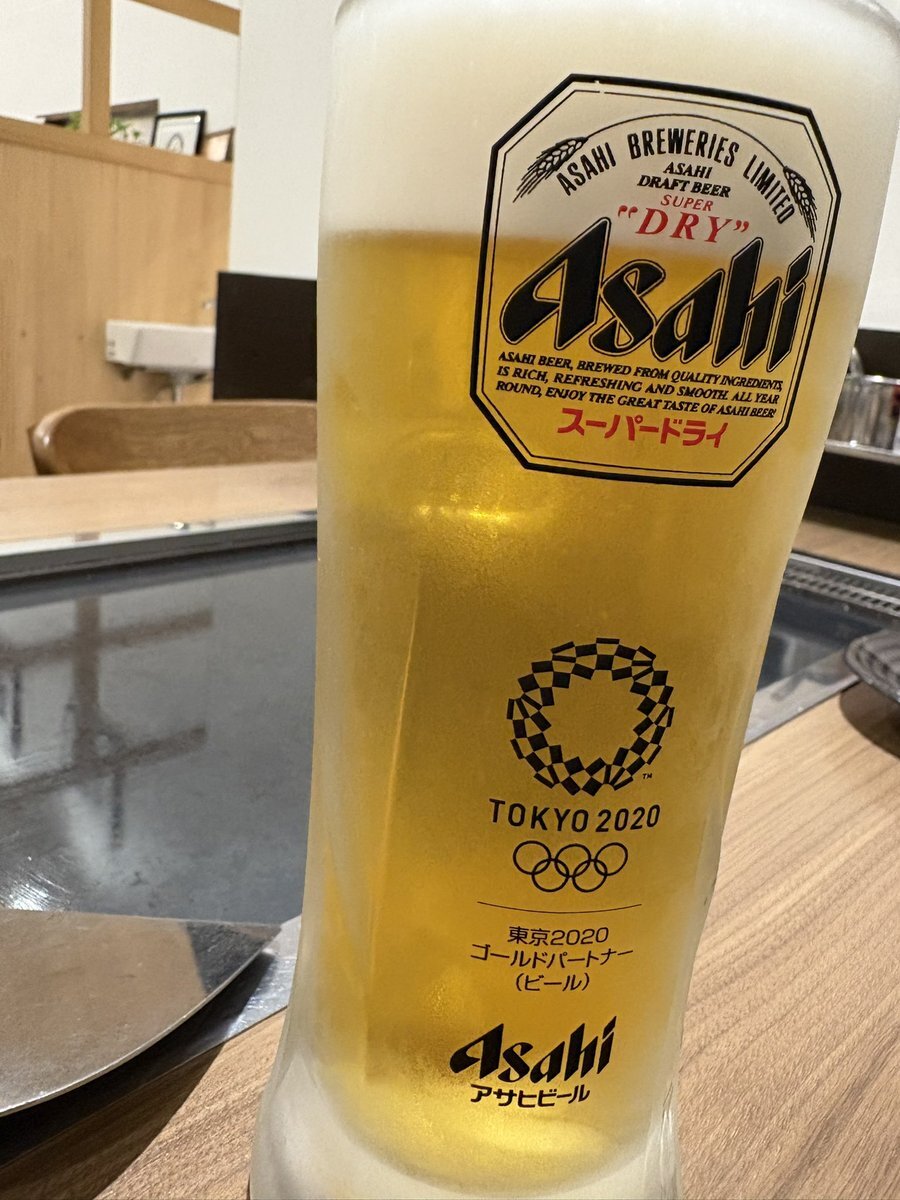 ASAHI BREWERIES LIMITED
ASAHI
DRAFT BEER
SUPER
"DRY"
Asahi
ASAHI BEER, BREWED FROM QUALITY INGREDIENTS,
IS RICH, REFRESHING AND SMOOTH. ALL YEAR
ROUND, ENJOY THE GREAT TASTE OF ASAHI BEER!
スーパードライ
TM
TOKYO 2020
東京2020
ゴールドパートナー
(ビール)
Asahi
アサヒビール